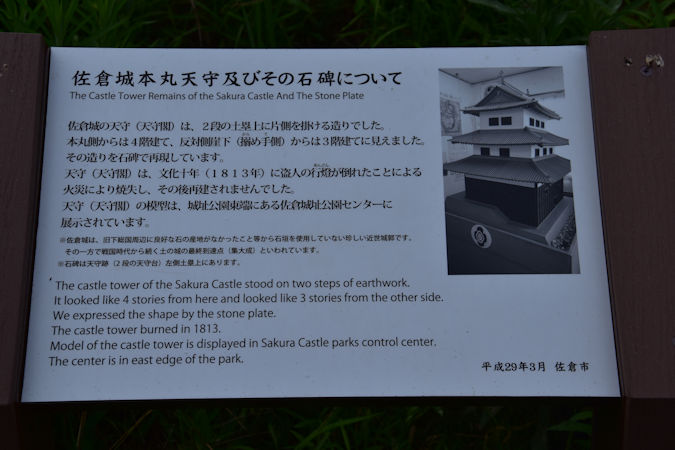 佐倉城本丸天守及びその石碑について
The Castle Tower Remains of the Sakura Castle And The Stone Plate
佐倉城の天守（天守閣）は、２段の土塁上に片側を掛ける造りでした。
本丸側からは４階建て、反対側崖下（搦め手側）からは３階建てに見えました。
その造りを石碑で再現しています。
天守（天守閣）は、文化十年（１８１３年）に盗人の行燈が倒れたことによる
火災により焼失し、その後再建されませんでした。
天守（天守閣）の模型は、城址公園東端にある佐倉城址公園センターに
展示されています。
※佐倉城は、旧下総国周辺に良好な石の産地がなかったこと等から石垣を使用していない珍しい近世城郭です。
その一方で戦国時代から続く土の城の最終到達点（集大成）といわれています。
※石碑は天守跡（２段の天守台）左側土塁上にあります。
The castle tower of the Sakura Castle stood on two steps of earthwork.
It looked like 4 stories from here and looked like 3 stories from the other side.
We expressed the shape by the stone plate.
The castle tower burned in 1813.
Model of the castle tower is displayed in Sakura Castle parks control center.
The center is in east edge of the park.
平成29年3月 佐倉市